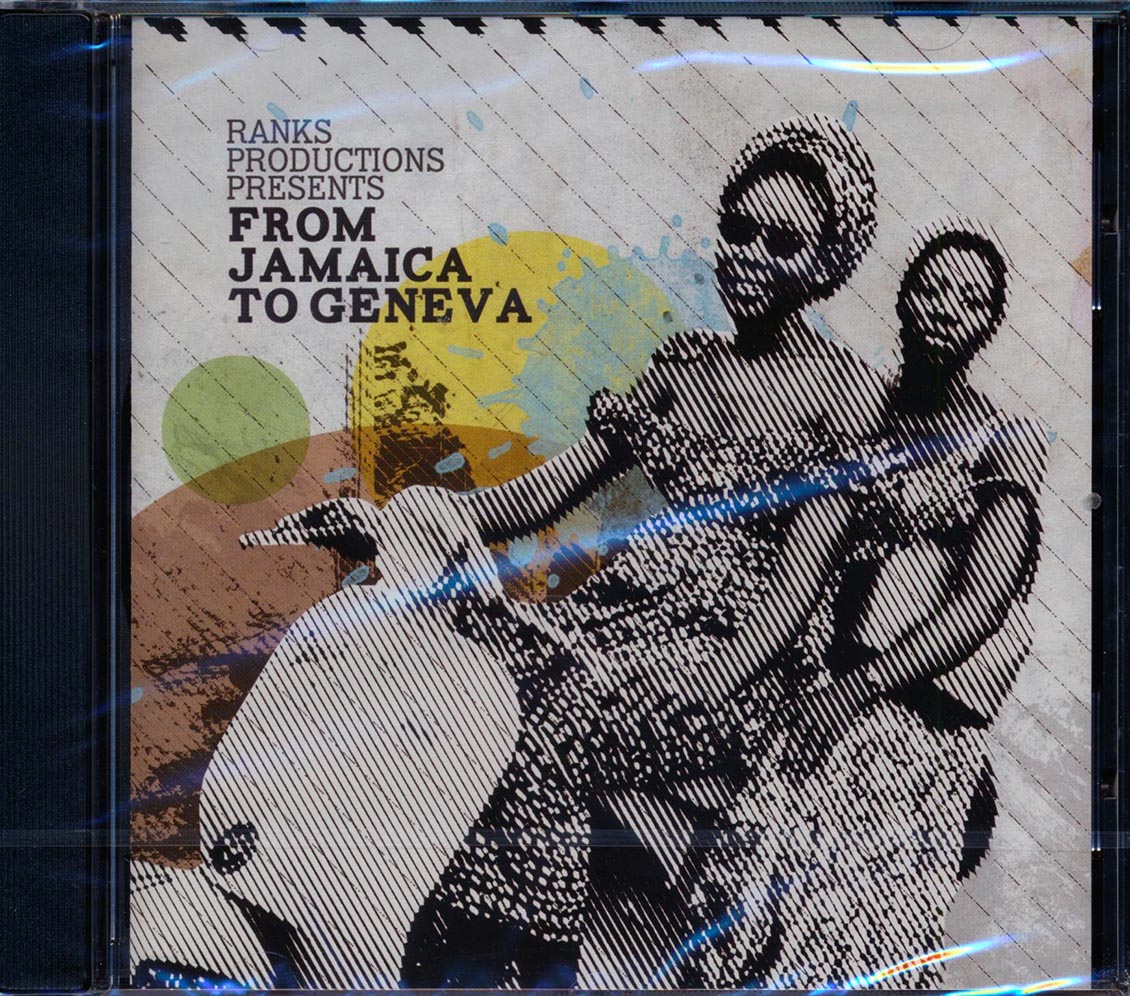 RANKS
PRODUCTIONS
PRESENTS
FROM
JAMAICA
TO GENEVA